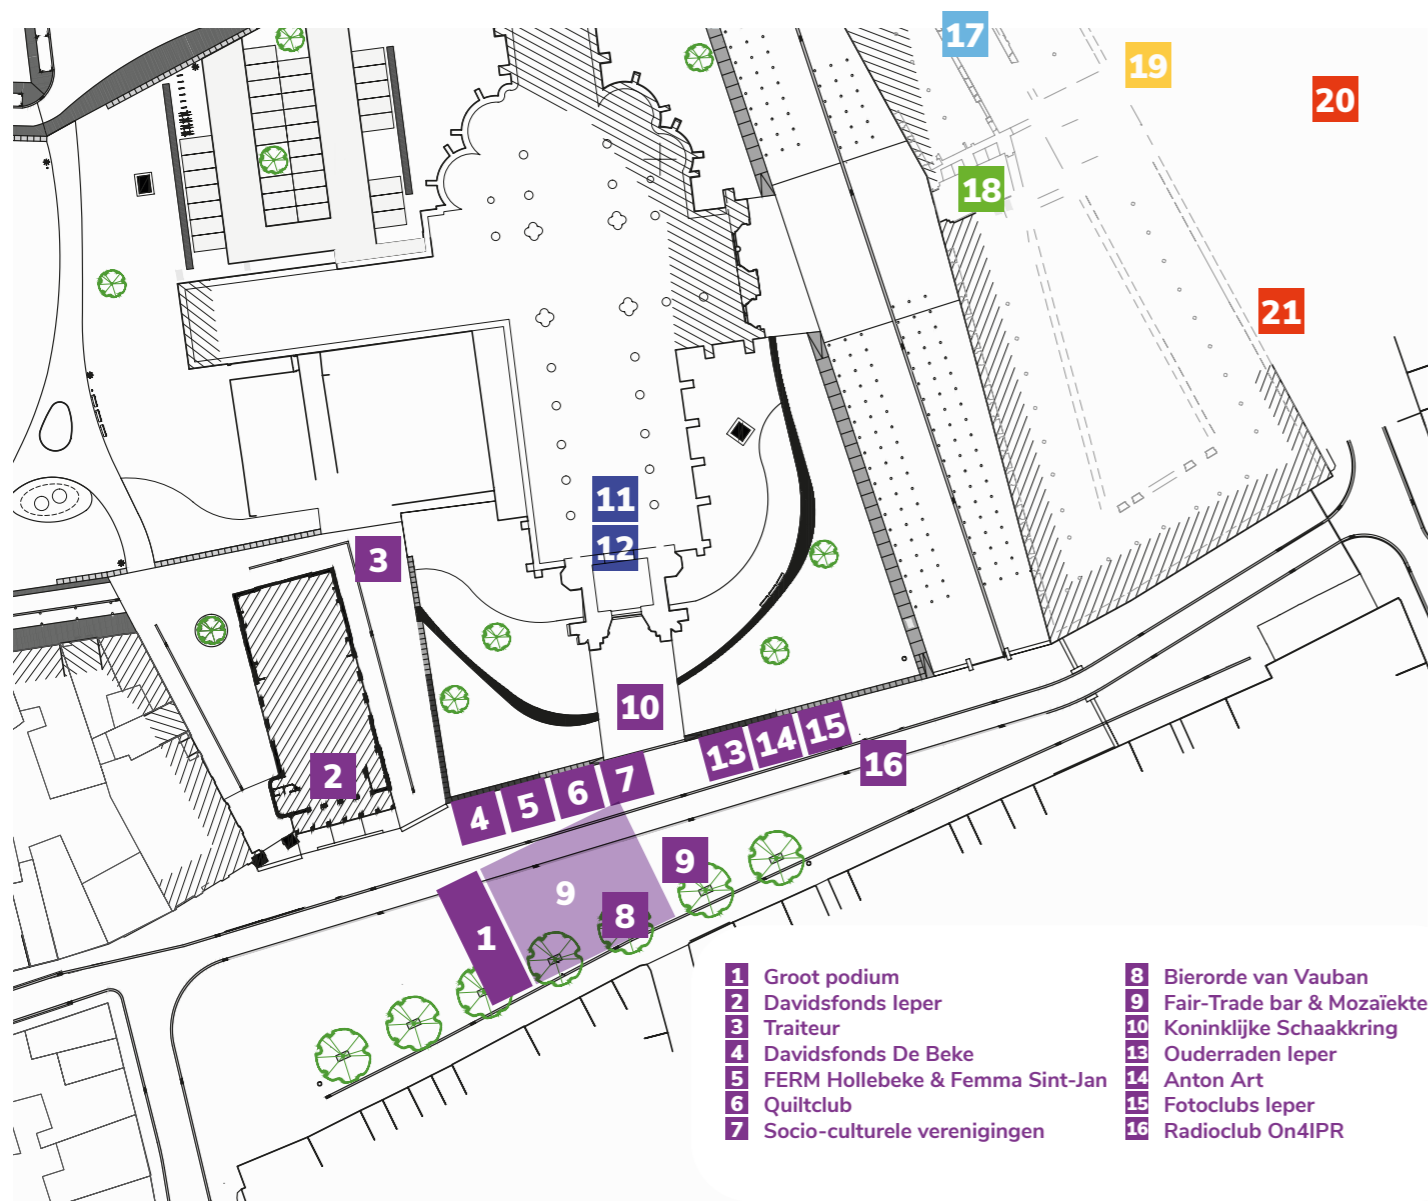 17
19
20
18
21
11
12
3
10
2
13 14 15
16
4 5 6 7
9
9
8
1
1 Groot podium
2 Davidsfonds Ieper
3 Traiteur
4 Davidsfonds De Beke
5 FERM Hollebeke & Femma Sint-Jan
6 Quiltclub
7 Socio-culturele verenigingen
8 Bierorde van Vauban
9 Fair-Trade bar & Mozaïekte
10 Koninklijke Schaakkring
13 Ouderraden Ieper
14 Anton Art
15 Fotoclubs Ieper
16 Radioclub On4IPR